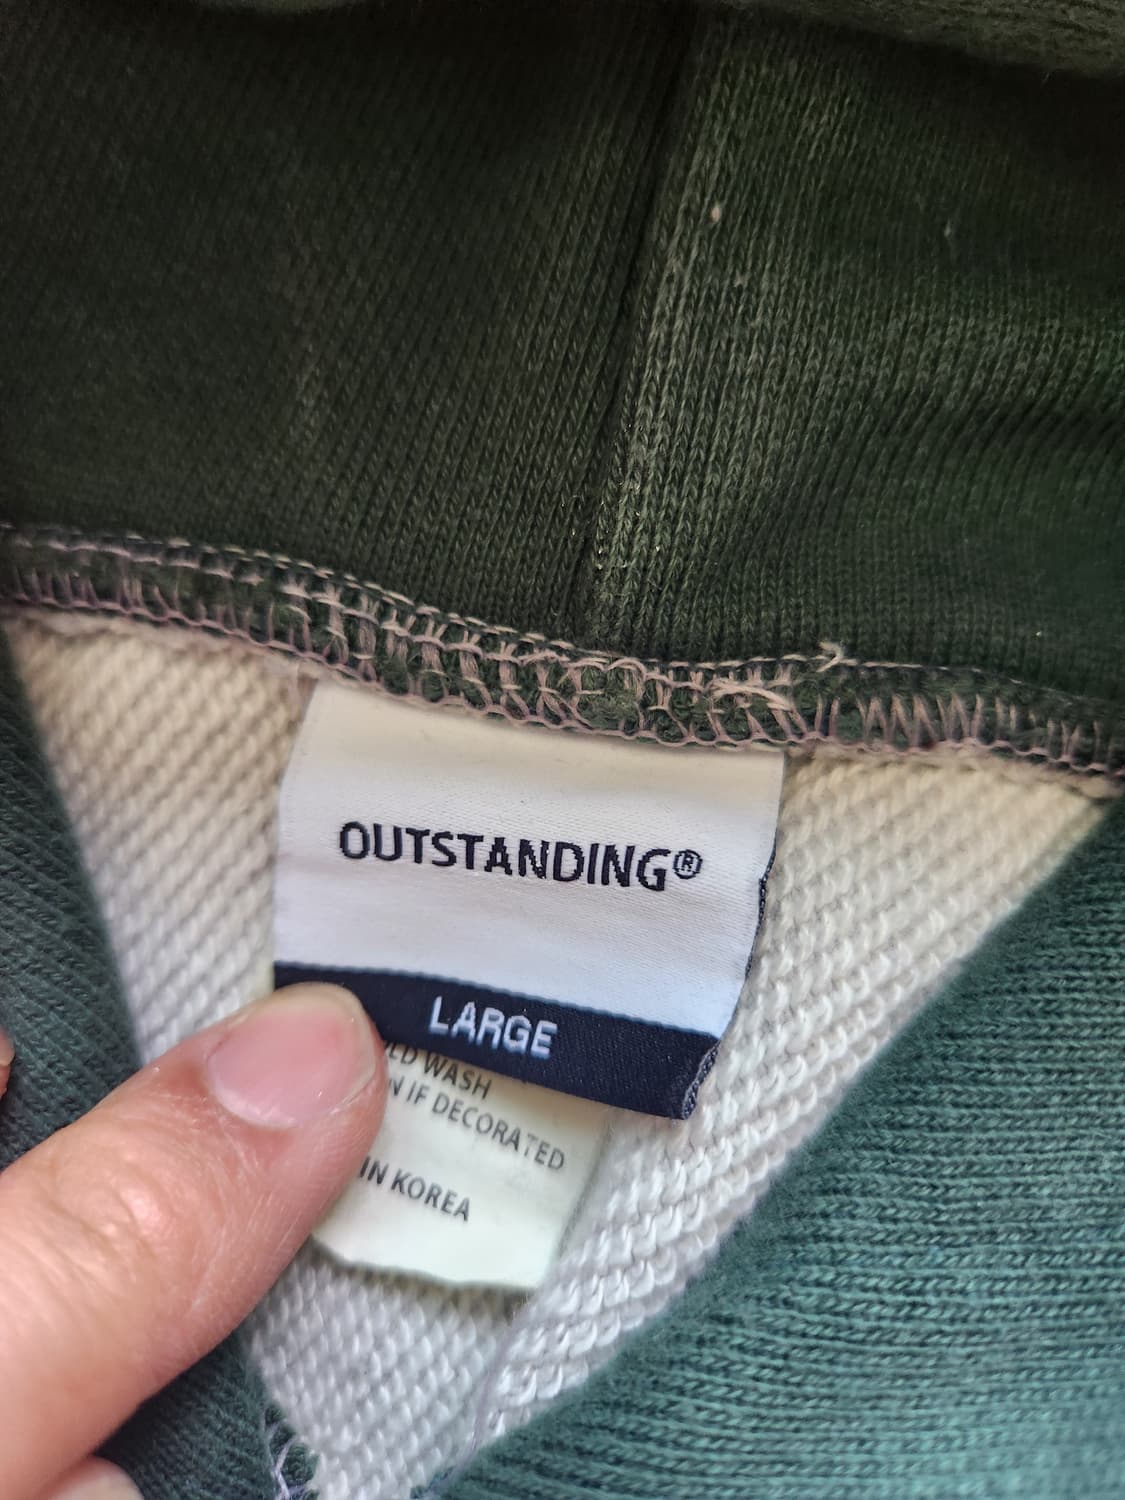 OUTSTANDING®
LARGE
WASH
IF DECORATED
IN KOREA